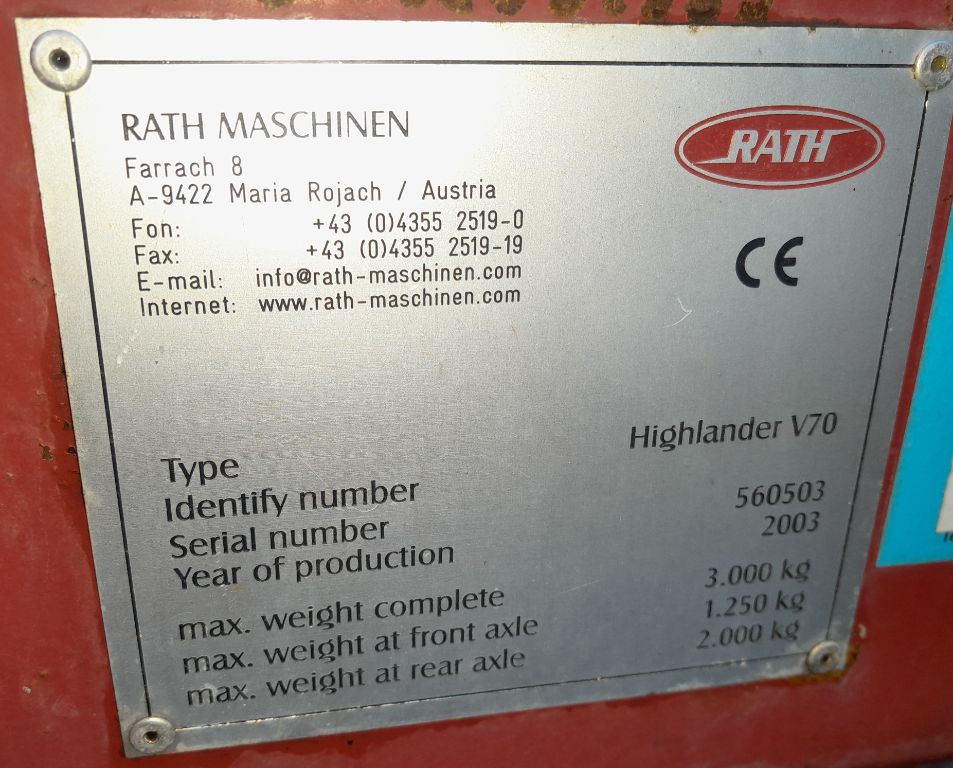 RATH MASCHINEN
RATH
Farrach 8
A-9422 Maria Rojach / Austria
Fon: +43 (0)4355 2519-0
Fax: +43 (0)4355 2519-19
E-mail: info@rath-maschinen.com
Internet: www.rath-maschinen.com
CE
Type Highlander V70
Identify number
Serial number 560503
Year of production 2003
max. weight complete 3.000 kg
max. weight at front axle 1.250 kg
max. weight at rear axle 2.000 kg